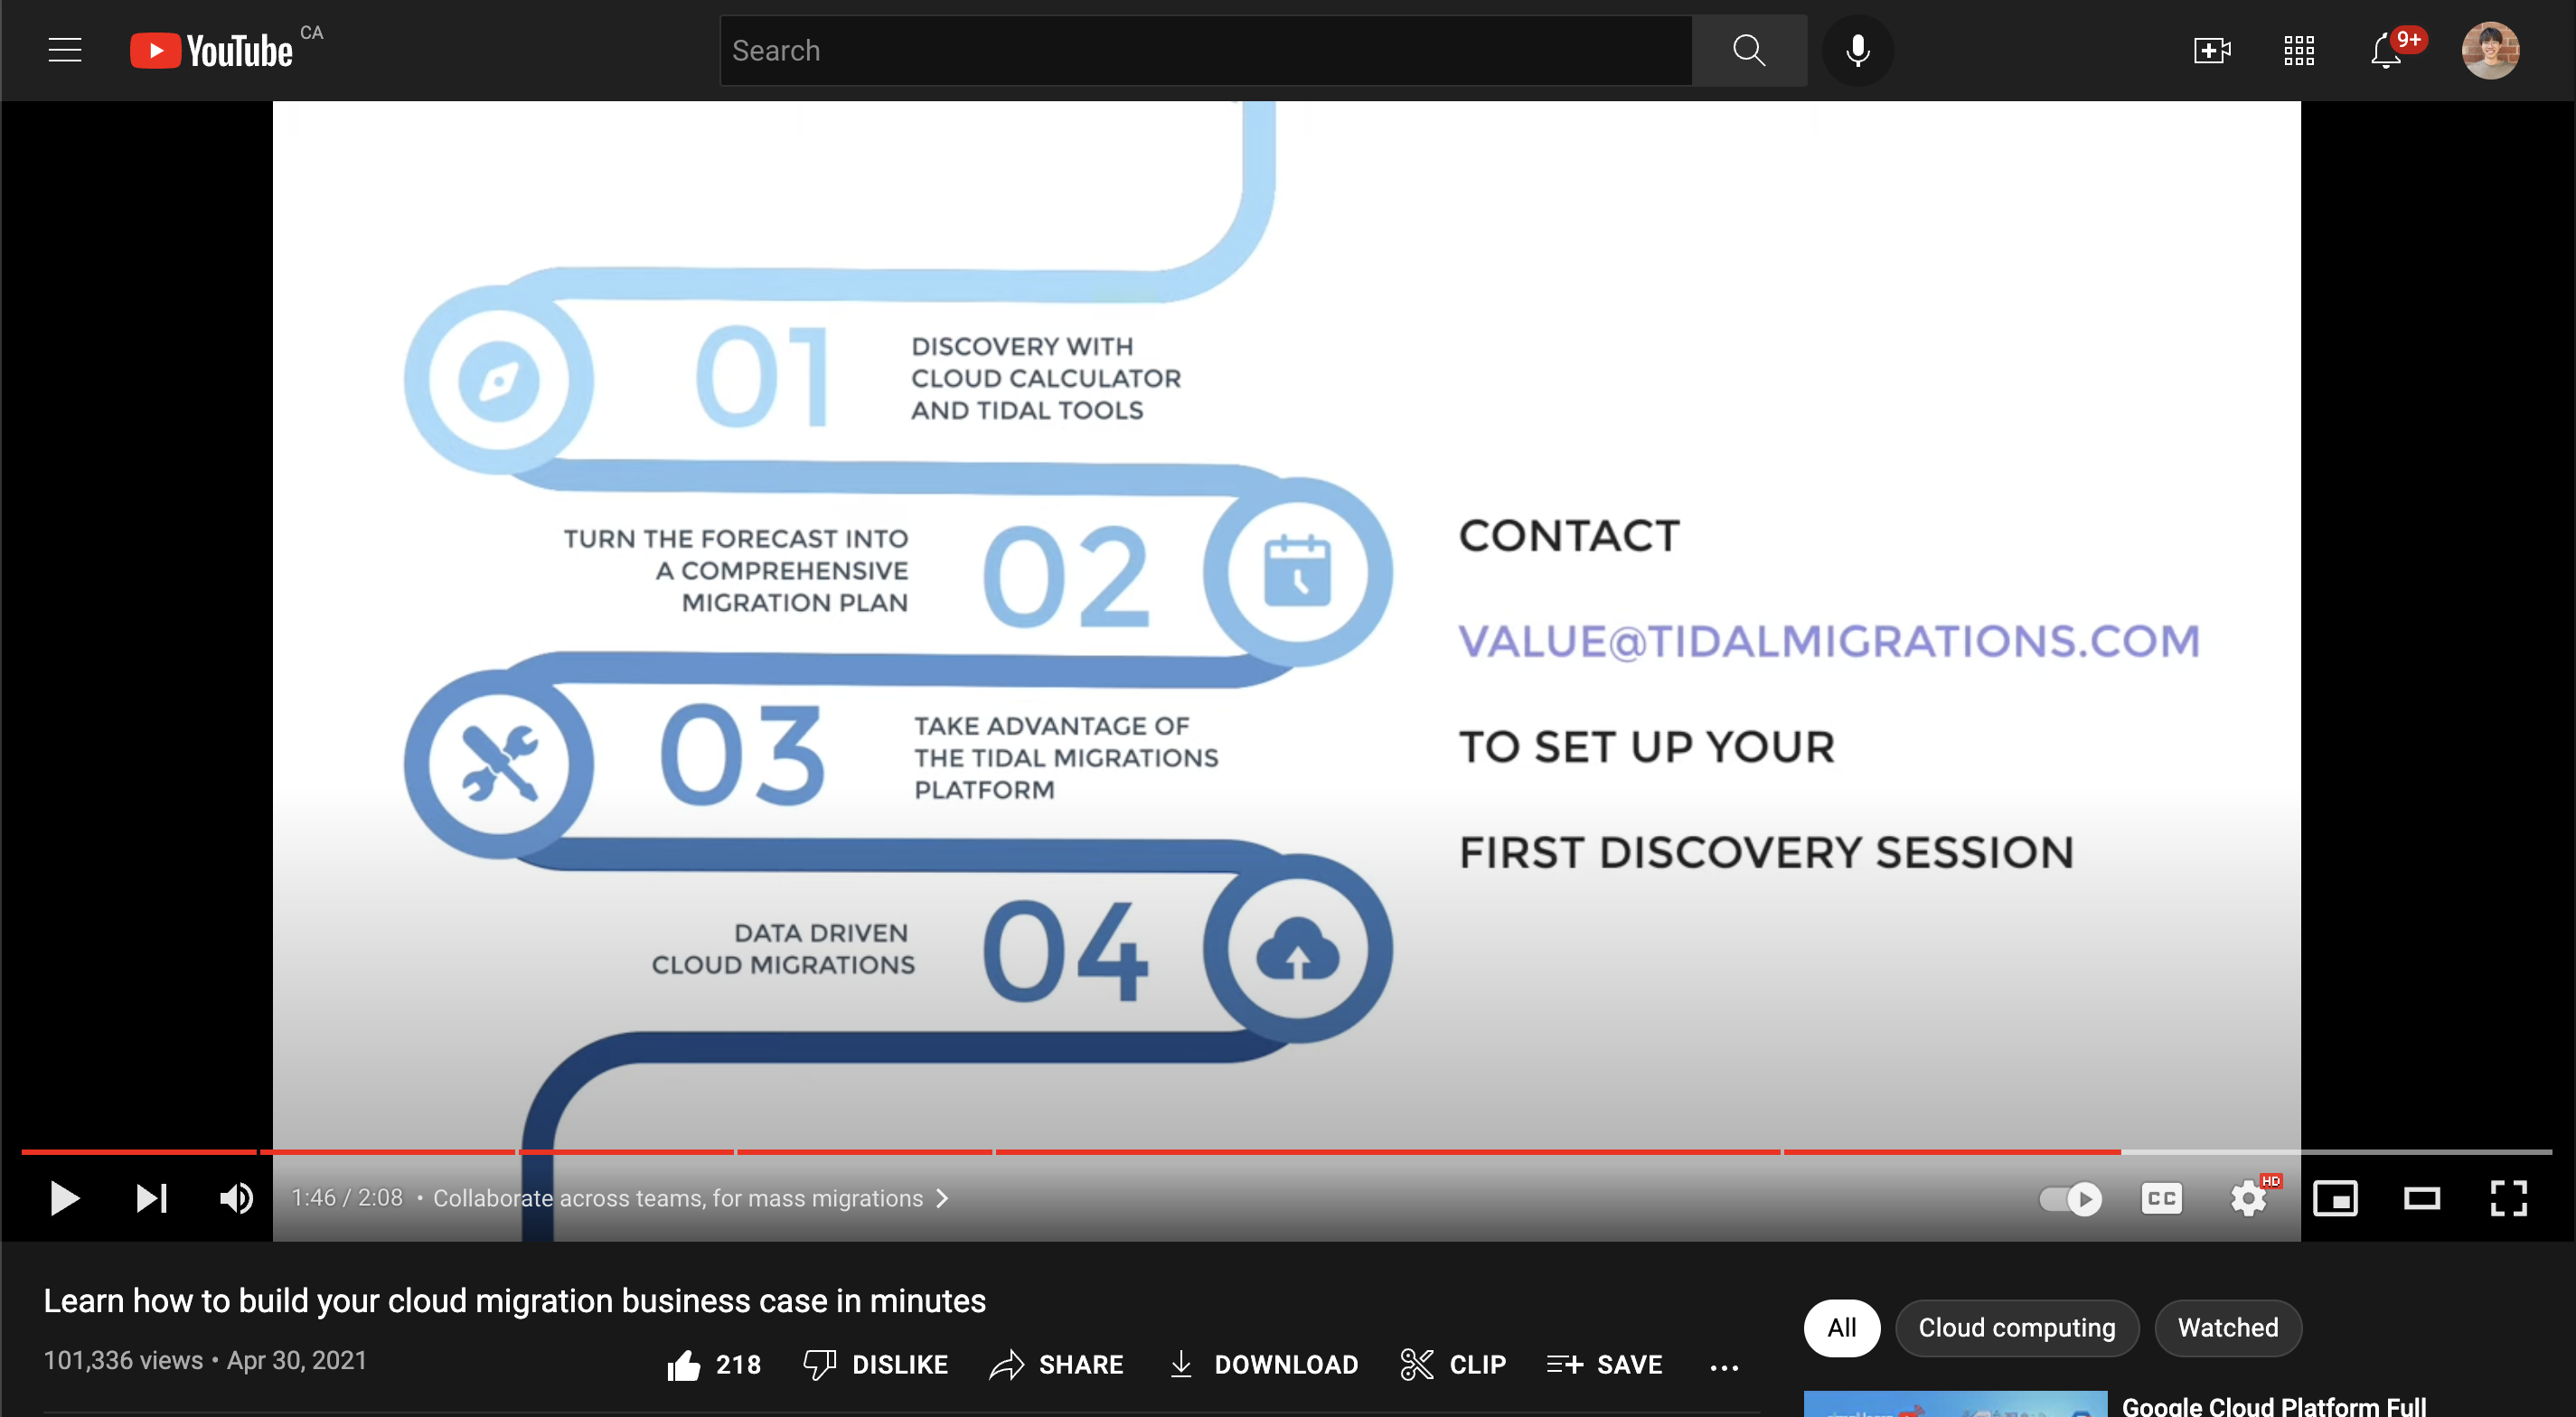 YouTube CA
Search
9+
01
DISCOVERY WITH
CLOUD CALCULATOR
AND TIDAL TOOLS
TURN THE FORECAST INTO
A COMPREHENSIVE
MIGRATION PLAN
02
03
TAKE ADVANTAGE OF
THE TIDAL MIGRATIONS
PLATFORM
DATA DRIVEN
CLOUD MIGRATIONS
04
CONTACT
VALUE@TIDALMIGRATIONS.COM
TO SET UP YOUR
FIRST DISCOVERY SESSION
1:46 / 2:08 • Collaborate across teams, for mass migrations
CC
HD
Learn how to build your cloud migration business case in minutes
101,336 views • Apr 30, 2021
218 DISLIKE SHARE DOWNLOAD CLIP SAVE ...
All Cloud computing Watched
Google Cloud Platform Full